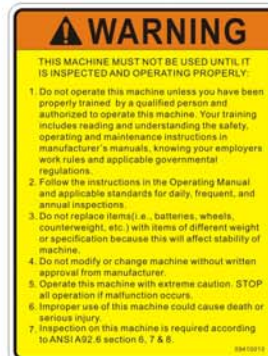 WARNING
THIS MACHINE MUST NOT BE USED UNTIL IT
IS INSPECTED AND OPERATING PROPERLY:
1. Do not operate this machine unless you have been
properly trained by a qualified person and
authorized to operate this machine. Your training
includes reading and understanding the safety,
operating and maintenance instructions in
manufacturer's manuals, knowing your employers
work rules and applicable governmental
regulations.
2. Follow the instructions in the Operating Manual
and applicable standards for daily, frequent, and
annual inspections.
3. Do not replace items(i.e., batteries, wheels,
counterweight, etc.) with items of different weight
or specification because this will affect stability of
machine.
4. Do not modify or change machine without written
approval from manufacturer.
5. Operate this machine with extreme caution. STOP
all operation if malfunction occurs.
6. Improper use of this machine could cause death or
serious injury.
7. Inspection on this machine is required according
to ANSI A92.6 section 6, 7 & 8.